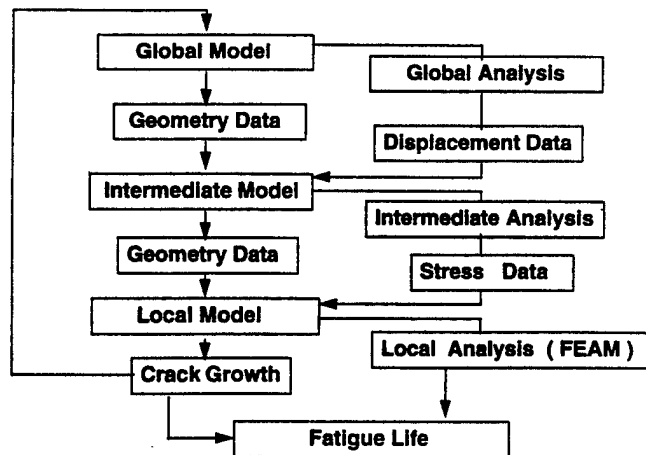 Global Model
Global Analysis
Geometry Data
Displacement Data
Intermediate Model
Intermediate Analysis
Geometry Data
Stress Data
Local Model
Local Analysis ( FEAM )
Crack Growth
Fatigue Life